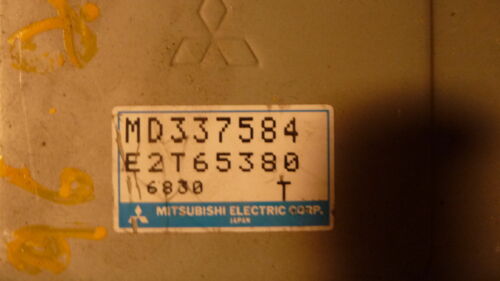 MD337584
E2T65380
6830 T
MITSUBISHI ELECTRIC CORP.
JAPAN